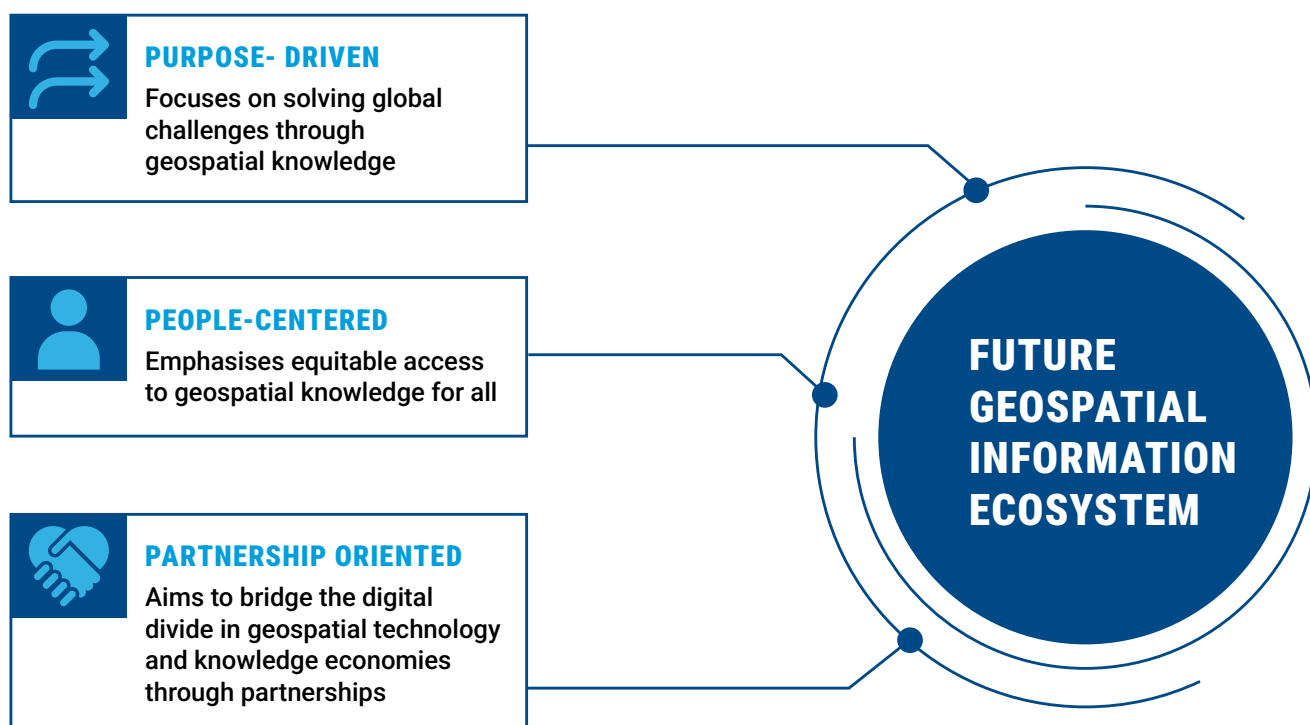 PURPOSE- DRIVEN
Focuses on solving global
challenges through
geospatial knowledge
PEOPLE-CENTERED
Emphasises equitable access
to geospatial knowledge for all
PARTNERSHIP ORIENTED
Aims to bridge the digital
divide in geospatial technology
and knowledge economies
through partnerships
FUTURE
GEOSPATIAL
INFORMATION
ECOSYSTEM